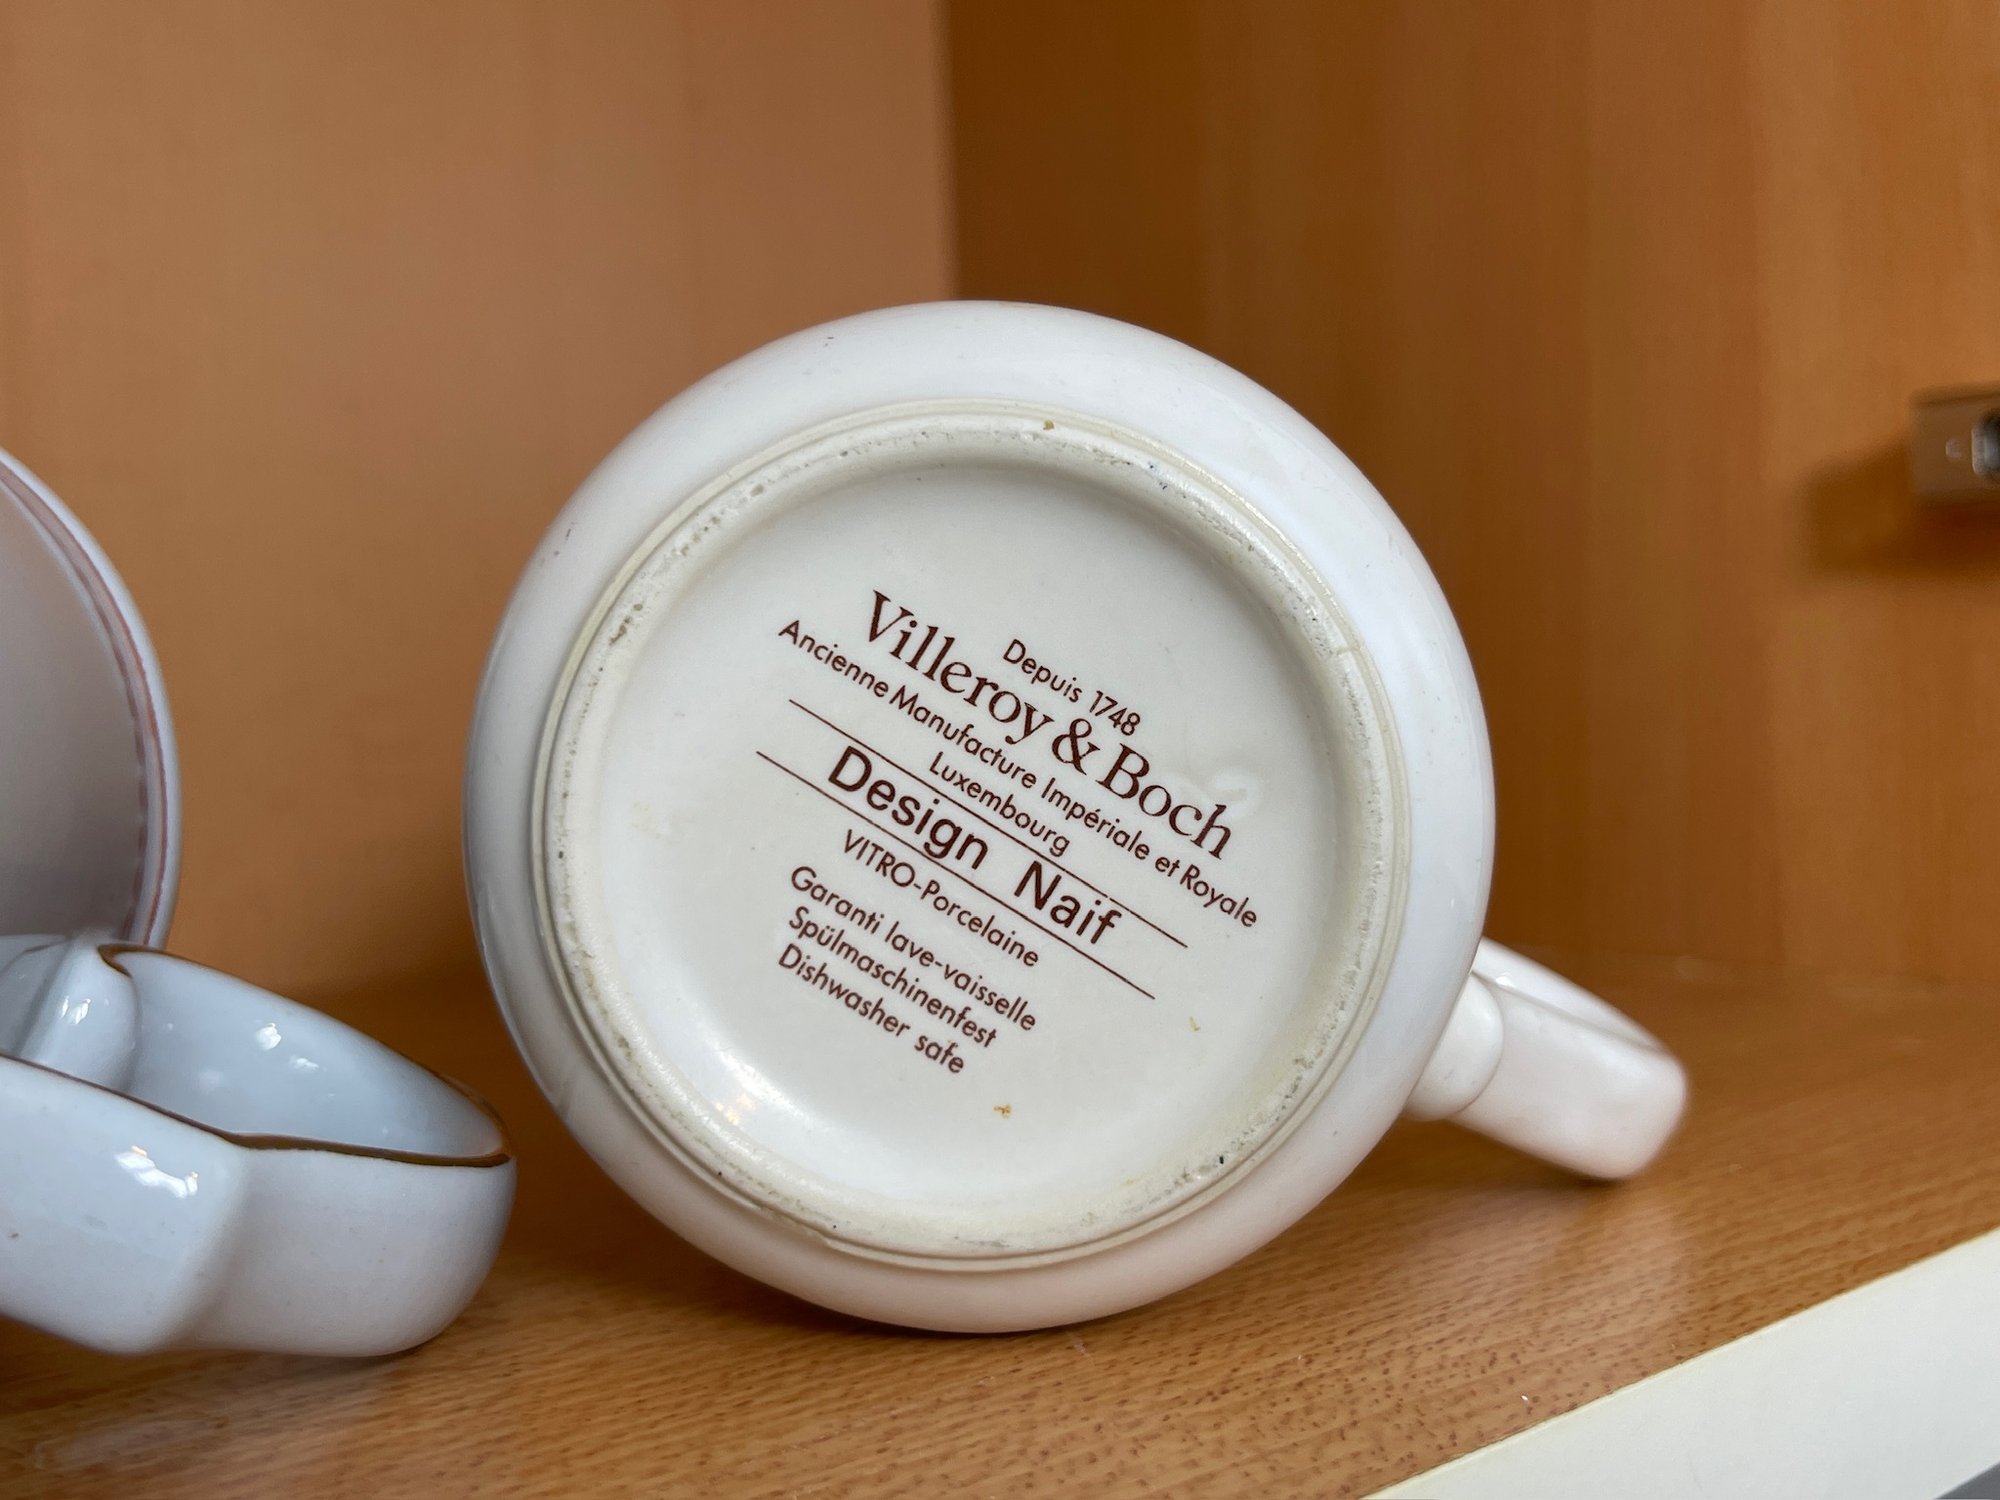 Depuis 1748
Villeroy & Boch
Ancienne Manufacture Impériale et Royale
Luxembourg
Design Naif
VITRO-Porcelaine
Garanti lave-vaisselle
Spülmaschinenfest
Dishwasher safe